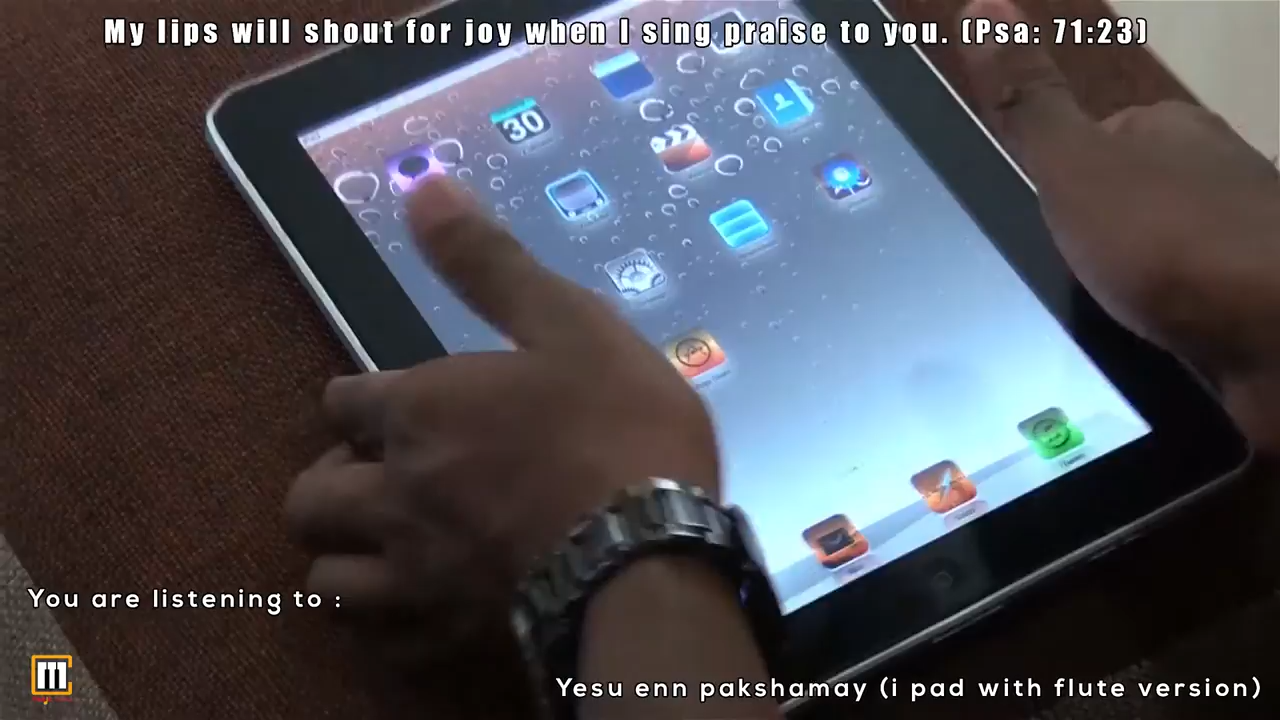 My lips will shout for joy when I sing praise to you. (Psa: 71:23)
30
You are listening to :
Yesu enn pakshamay (i pad with flute version)